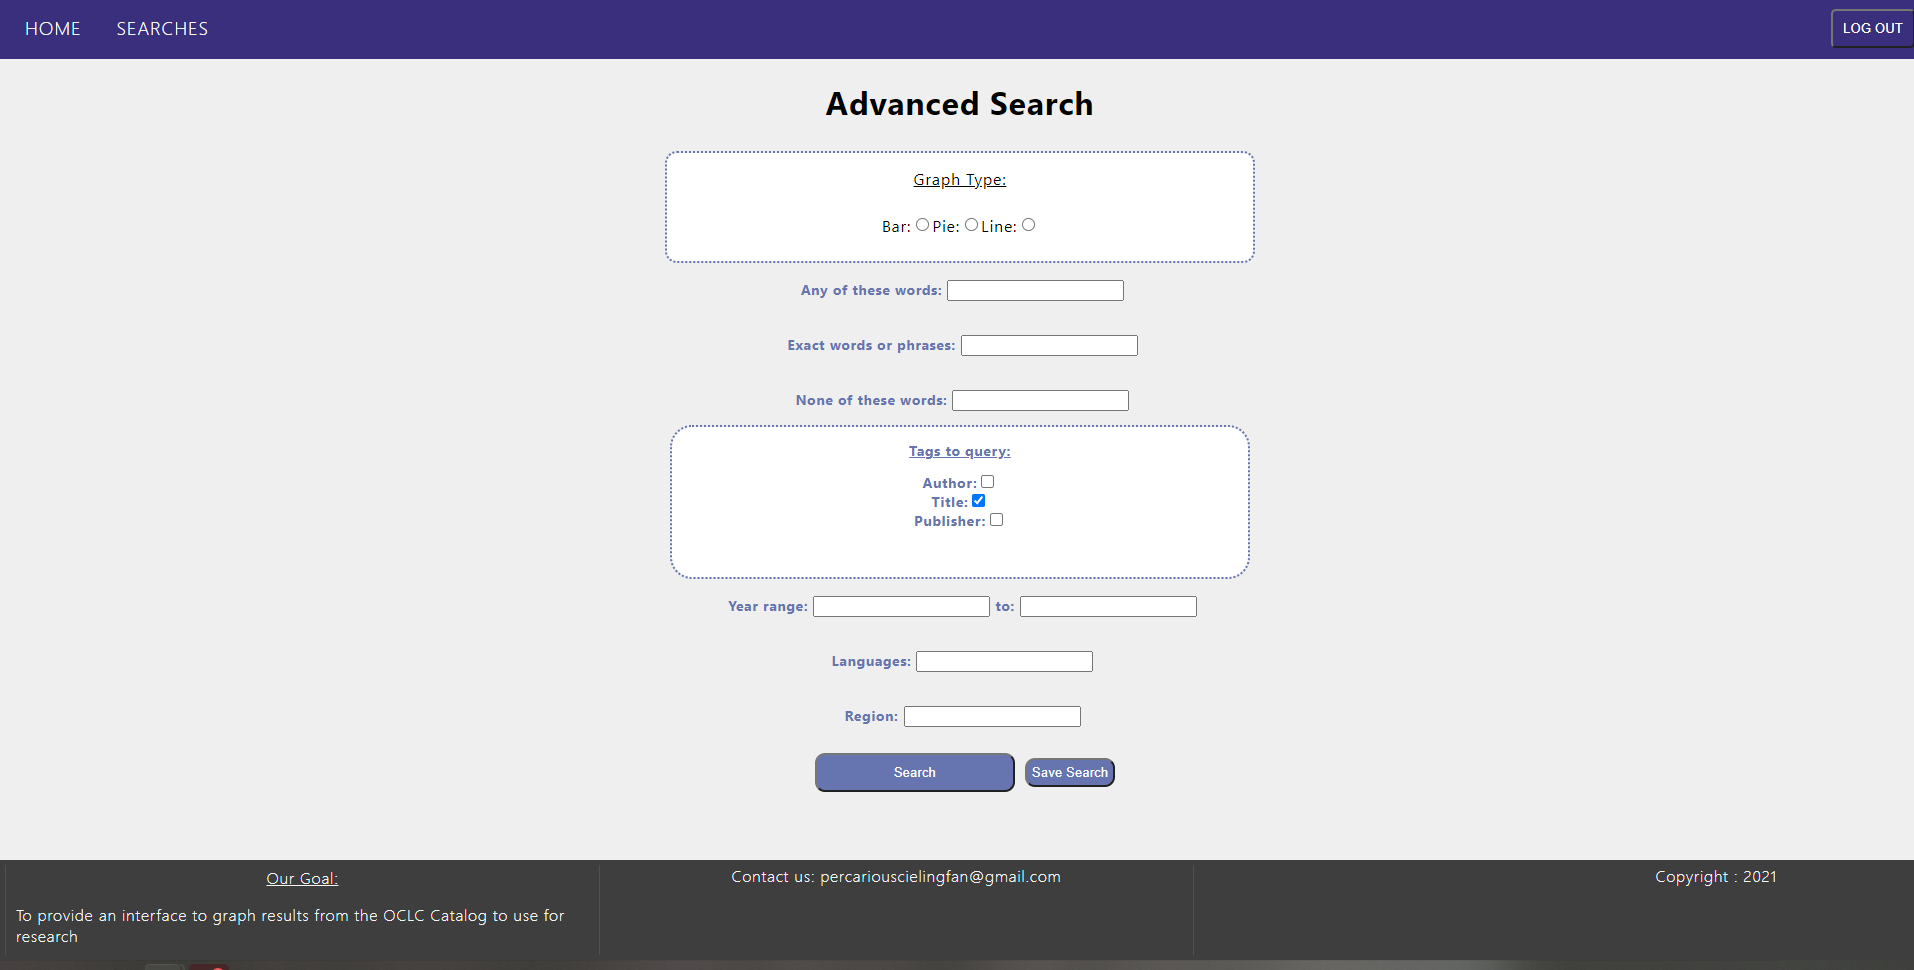 HOME SEARCHES LOG OUT
Advanced Search
Graph Type:
Bar: Pie: Line:
Any of these words:
Exact words or phrases:
None of these words:
Tags to query:
Author:
Title:
Publisher:
Year range: to:
Languages:
Region:
Search Save Search
Our Goal:
To provide an interface to graph results from the OCLC Catalog to use for
research
Contact us: percariouscielingfan@gmail.com
Copyright : 2021